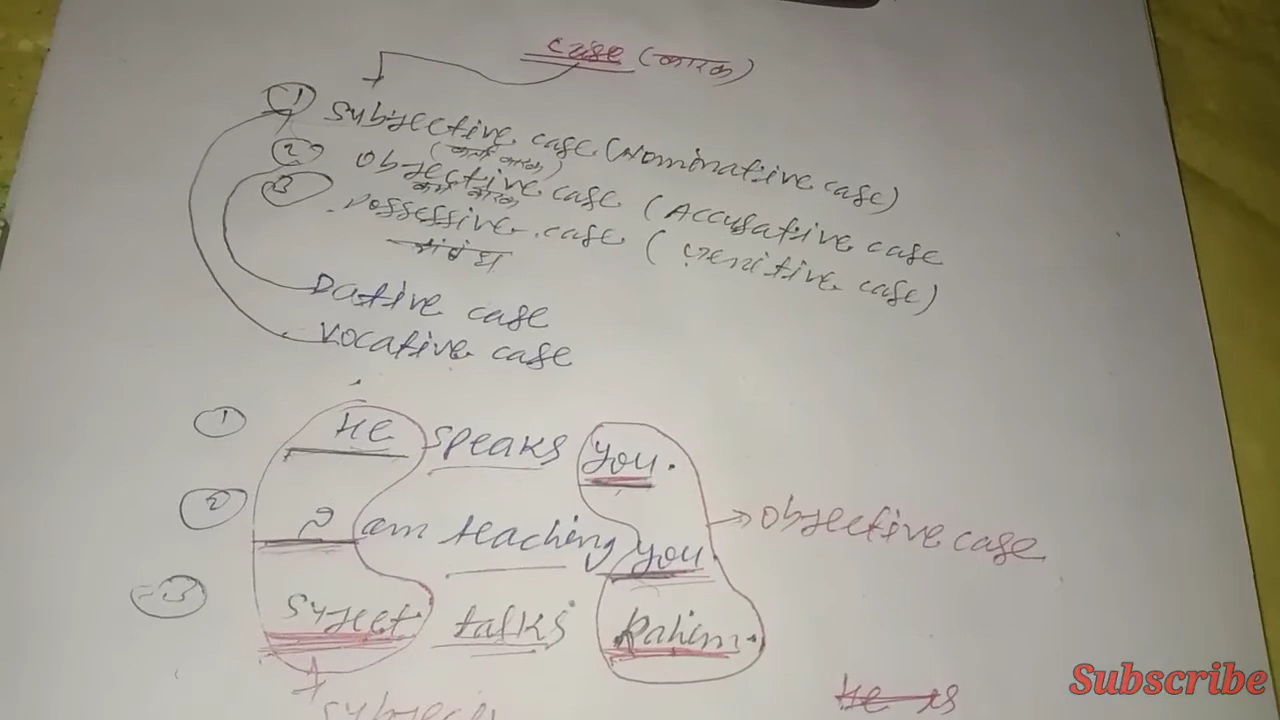 case (कारक)
① Subjective case (Nominative case)
(कर्ता कारक)
② Objective case (Accusative case
कर्म कारक
③ Possessive case (Genitive case)
संबंध
Dative case
Vocative case
① He speaks you.
② I am teaching you
③ talks Rahim.
→ Objective case
He is
Subscribe